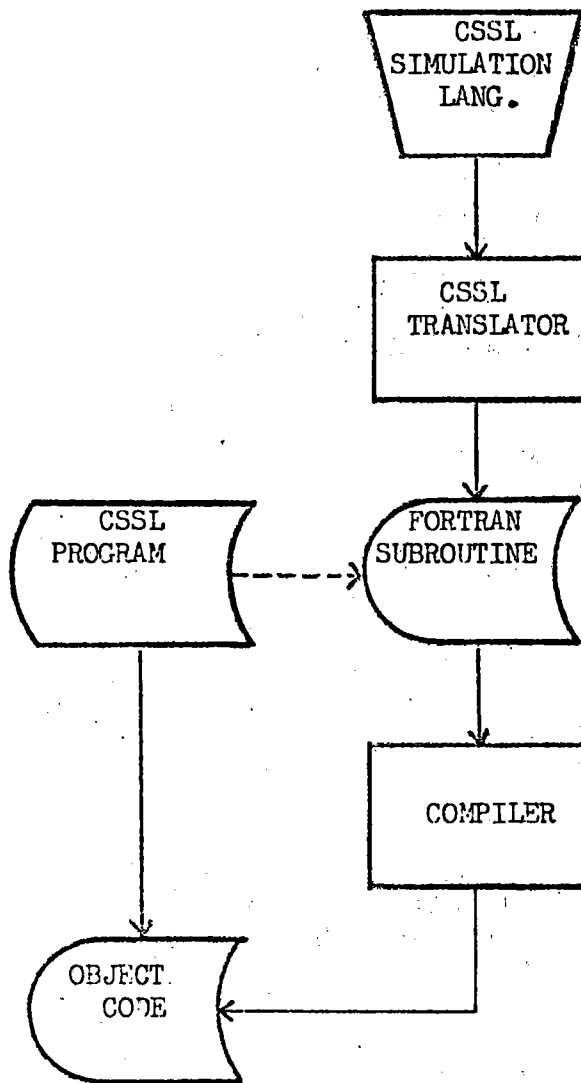 CSSL
SIMULATION
LANG.
CSSL
TRANSLATOR
CSSL
PROGRAM
FORTRAN
SUBROUTINE
COMPILER
OBJECT
CODE